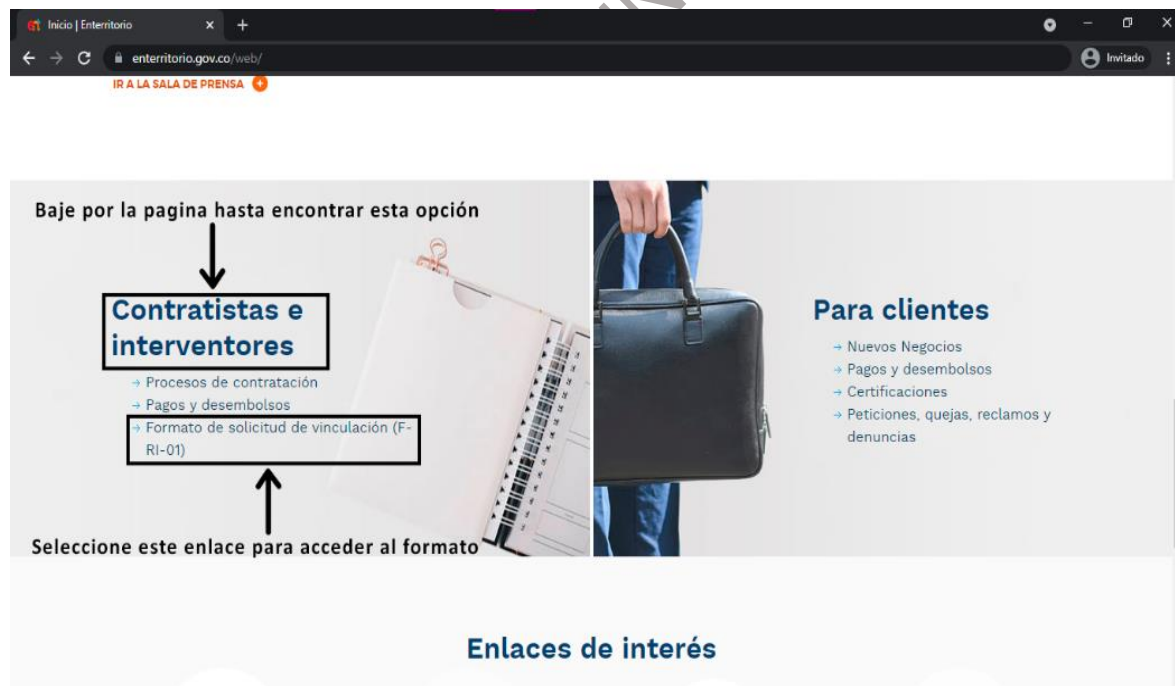 Inicio | Enterritorio
enterritorio.gov.co/web/
Invitado
IR A LA SALA DE PRENSA
Baje por la pagina hasta encontrar esta opción
Contratistas e
interventores
→ Procesos de contratación
→ Pagos y desembolsos
→ Formato de solicitud de vinculación (F-
RI-01)
Seleccione este enlace para acceder al formato
Para clientes
→ Nuevos Negocios
→ Pagos y desembolsos
→ Certificaciones
→ Peticiones, quejas, reclamos y
denuncias
Enlaces de interés